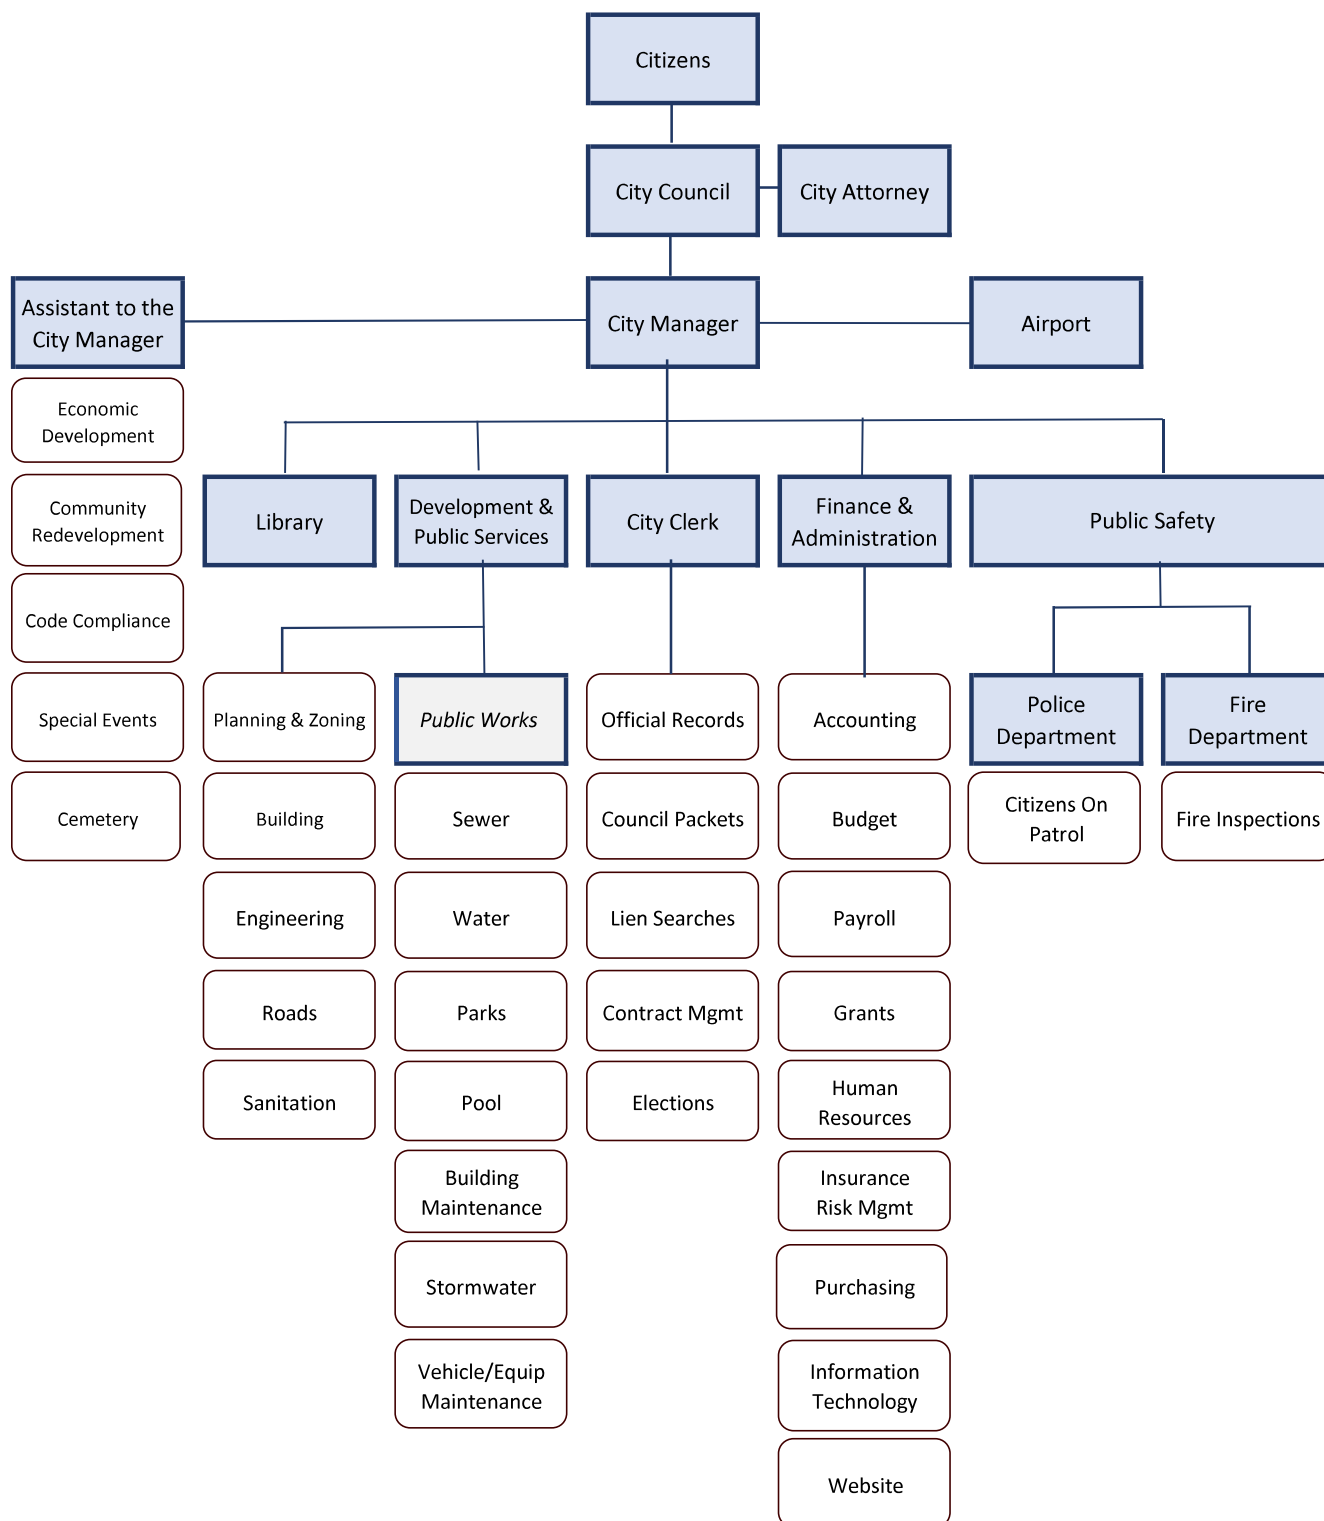 Citizens
City Council
City Attorney
Assistant to the
City Manager
City Manager
Airport
Economic
Development
Community
Redevelopment
Code Compliance
Special Events
Cemetery
Library
Development &
Public Services
City Clerk
Finance &
Administration
Public Safety
Planning & Zoning
Building
Engineering
Roads
Sanitation
Public Works
Sewer
Water
Parks
Pool
Building
Maintenance
Stormwater
Vehicle/Equip
Maintenance
Official Records
Council Packets
Lien Searches
Contract Mgmt
Elections
Accounting
Budget
Payroll
Grants
Human
Resources
Insurance
Risk Mgmt
Purchasing
Information
Technology
Website
Police
Department
Citizens On
Patrol
Fire
Department
Fire Inspections